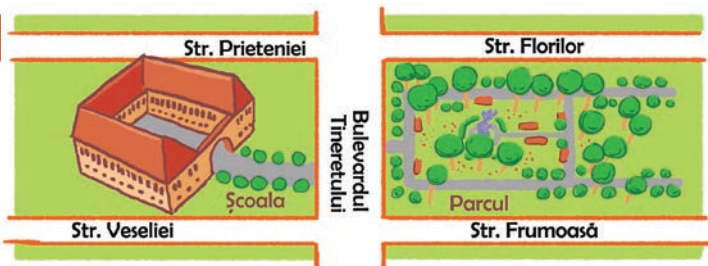 Str. Prieteniei
Str. Florilor
Bulevardul
Tineretului
Școala
Parcul
Str. Veseliei
Str. Frumoasă